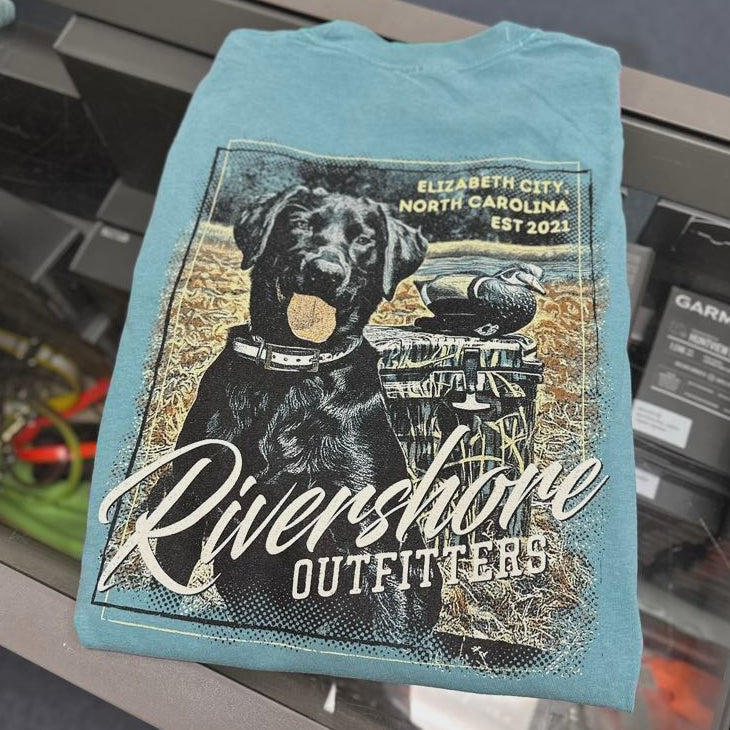 ELIZABETH CITY,
NORTH CAROLINA
EST 2021
Rivershore
OUTFITTERS
GARM